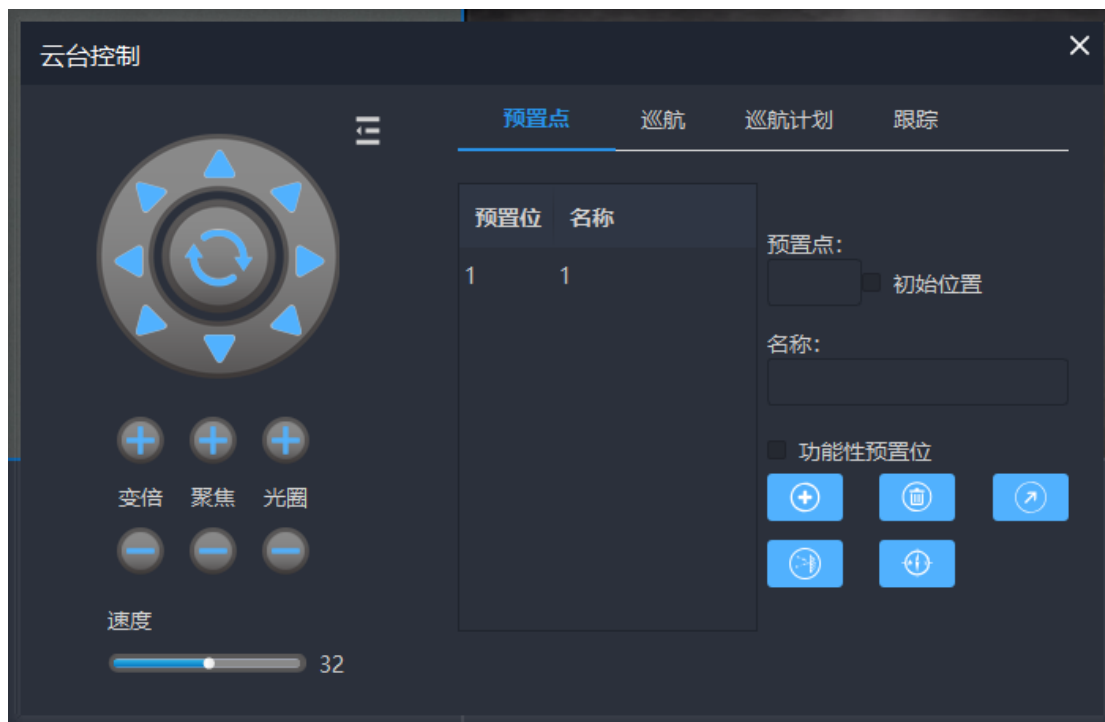 云台控制
预置点 巡航 巡航计划 跟踪
预置位 名称
1 1
预置点：
初始位置
名称：
功能性预置位
变倍 聚焦 光圈
速度
32